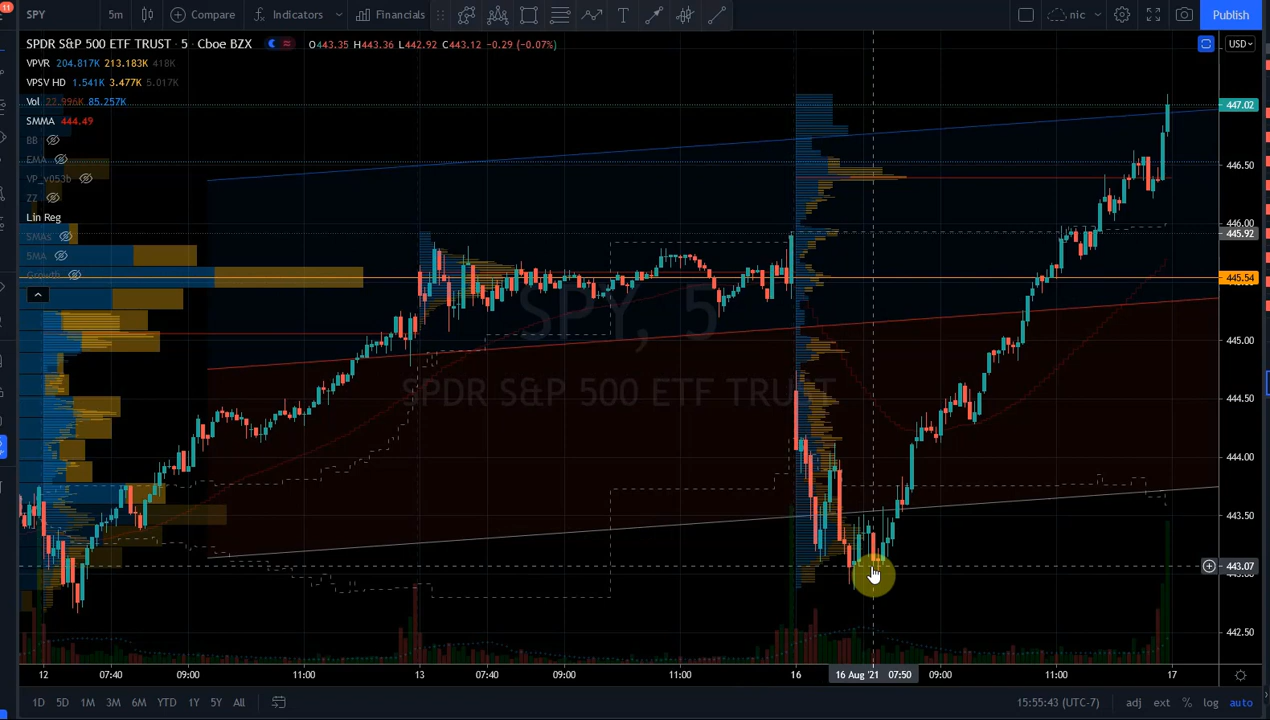 11
SPY 5m Compare Indicators Financials nic Publish
SPDR S&P 500 ETF TRUST · 5 · Cboe BZX O443.35 H443.36 L442.92 C443.12 -0.29 (-0.07%) USD
VPVR 204.817K 213.183K 418K
VPSV HD 1.541K 3.477K 5.017K
Vol 22.996K 85.257K
SMMA 444.49
BB
EMA
VP_v053b
ZZ
Lin Reg
SMAs
5MA
Growth
SPY, 5
SPDR S&P 500 ETF TRUST
447.02
446.50
446.00
445.92
445.54
445.00
444.50
444.00
443.50
443.07
442.50
12 07:40 09:00 11:00 13 07:40 09:00 11:00 16 16 Aug '21 07:50 09:00 11:00 17
1D 5D 1M 3M 6M YTD 1Y 5Y All 15:55:43 (UTC-7) adj ext % log auto